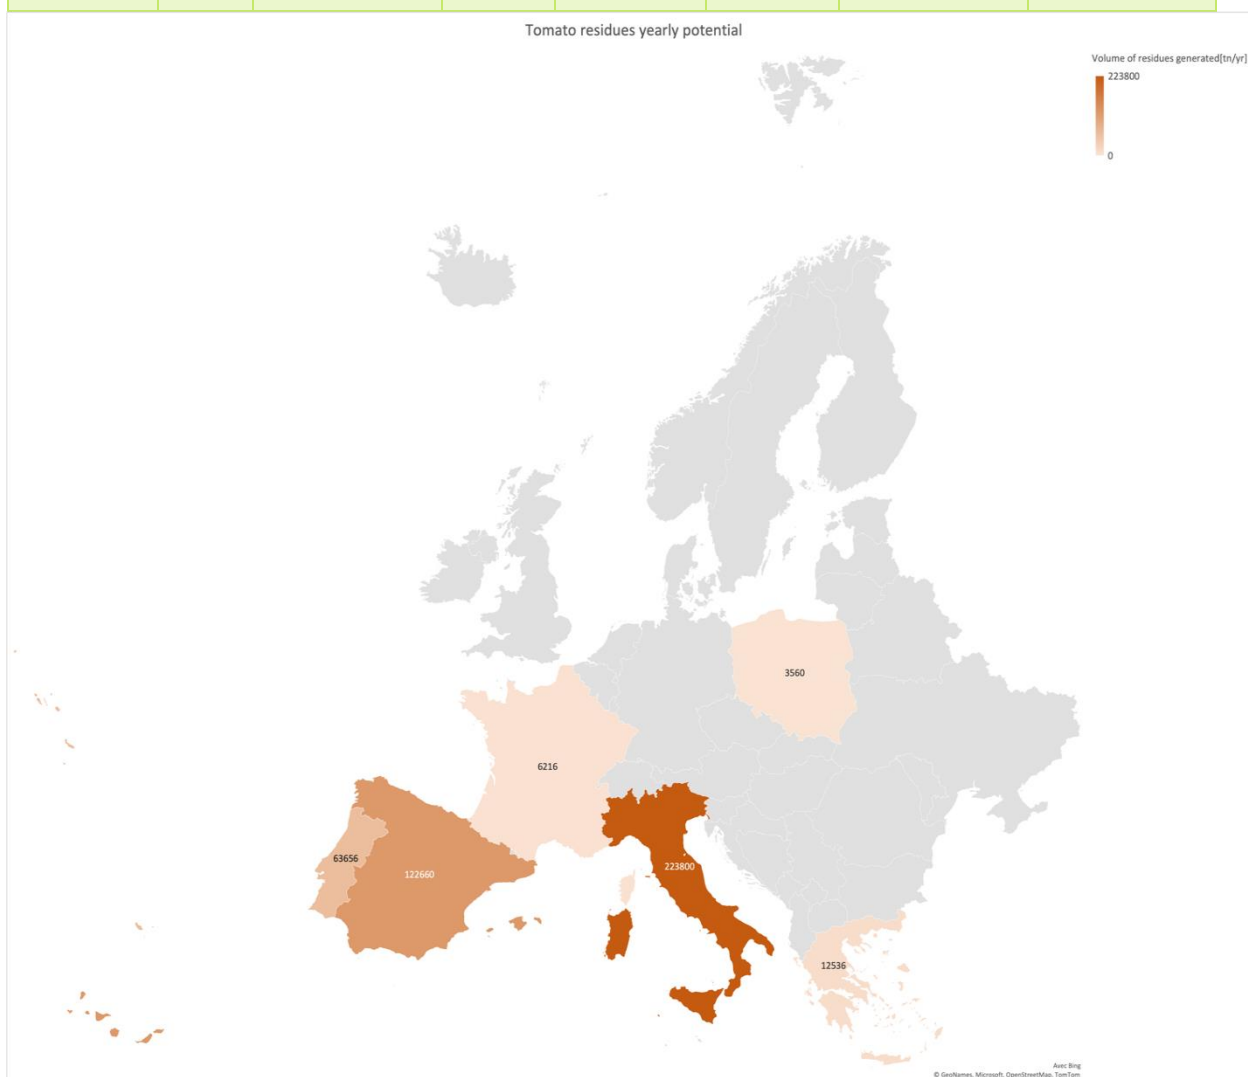 Tomato residues yearly potential
Volume of residues generated[tn/yr]
223800
0
3560
6216
63656
122660
223800
12536
Avec Bing
© GeoNames, Microsoft, OpenStreetMap, TomTom